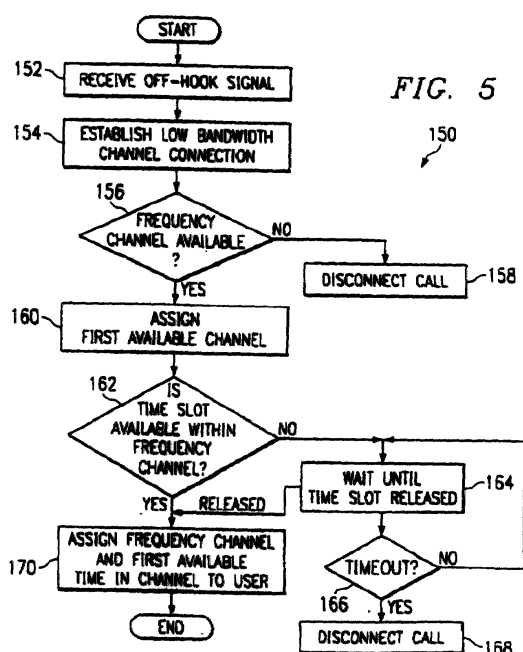 START
152
RECEIVE OFF-HOOK SIGNAL
FIG. 5
154
ESTABLISH LOW BANDWIDTH
CHANNEL CONNECTION
150
156
FREQUENCY
CHANNEL AVAILABLE
?
NO
DISCONNECT CALL
158
YES
160
ASSIGN
FIRST AVAILABLE CHANNEL
162
IS
TIME SLOT
AVAILABLE WITHIN
FREQUENCY
CHANNEL?
NO
WAIT UNTIL
TIME SLOT RELEASED
164
YES
RELEASED
170
ASSIGN FREQUENCY CHANNEL
AND FIRST AVAILABLE
TIME IN CHANNEL TO USER
TIMEOUT?
NO
166
YES
END
DISCONNECT CALL
168